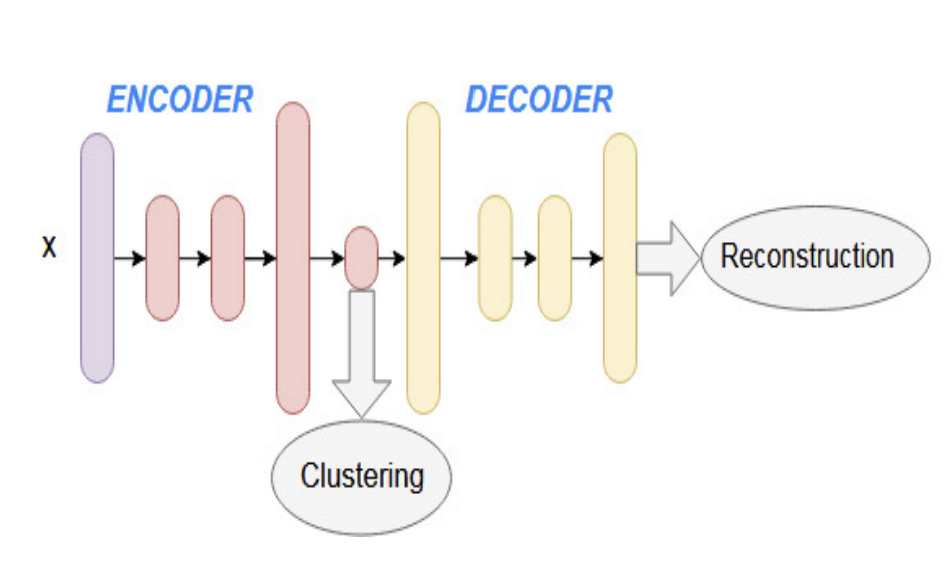 ENCODER
DECODER
x
Reconstruction
Clustering